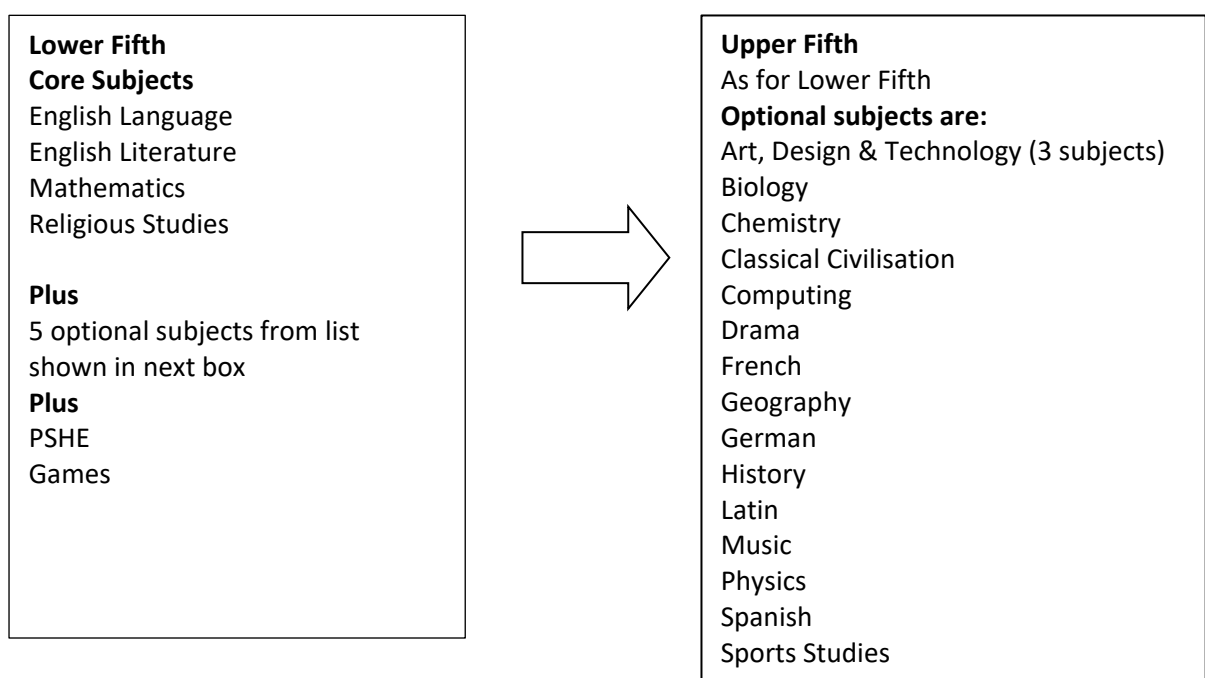 Lower Fifth
Core Subjects
English Language
English Literature
Mathematics
Religious Studies
Plus
5 optional subjects from list
shown in next box
Plus
PSHE
Games
Upper Fifth
As for Lower Fifth
Optional subjects are:
Art, Design & Technology (3 subjects)
Biology
Chemistry
Classical Civilisation
Computing
Drama
French
Geography
German
History
Latin
Music
Physics
Spanish
Sports Studies